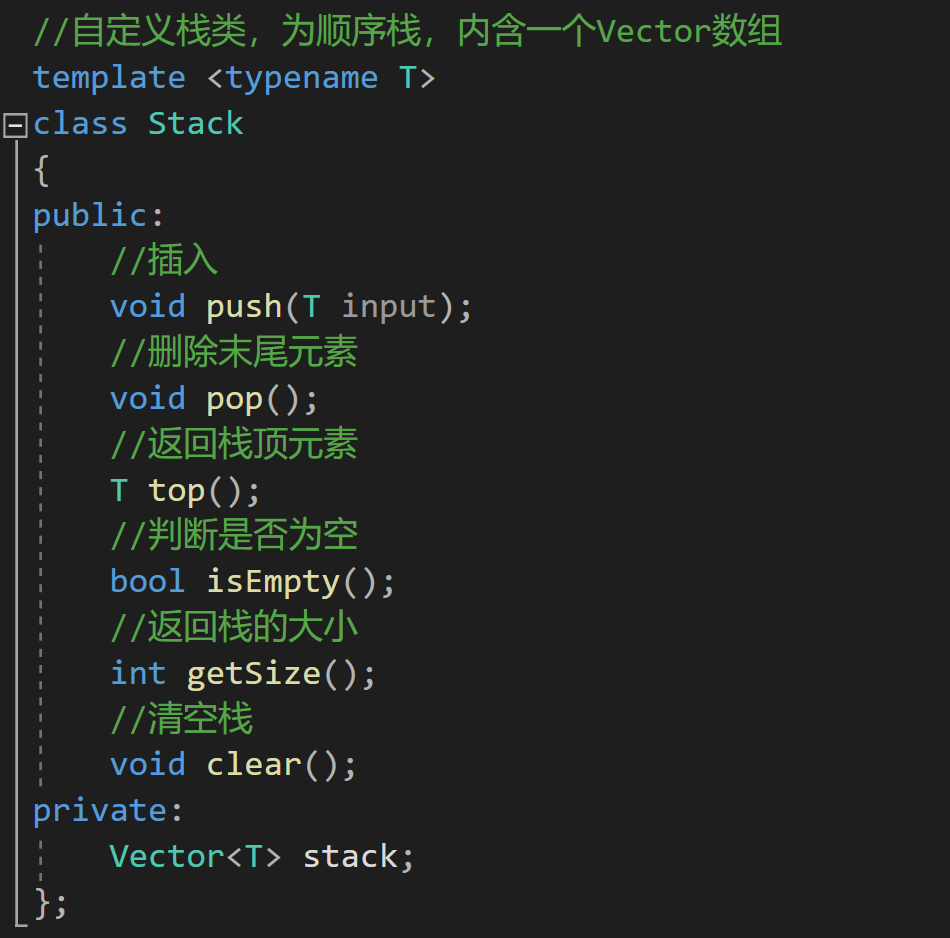 //自定义栈类，为顺序栈，内含一个Vector数组
template <typename T>
class Stack
{
public:
    //插入
    void push(T input);
    //删除末尾元素
    void pop();
    //返回栈顶元素
    T top();
    //判断是否为空
    bool isEmpty();
    //返回栈的大小
    int getSize();
    //清空栈
    void clear();
private:
    Vector<T> stack;
};